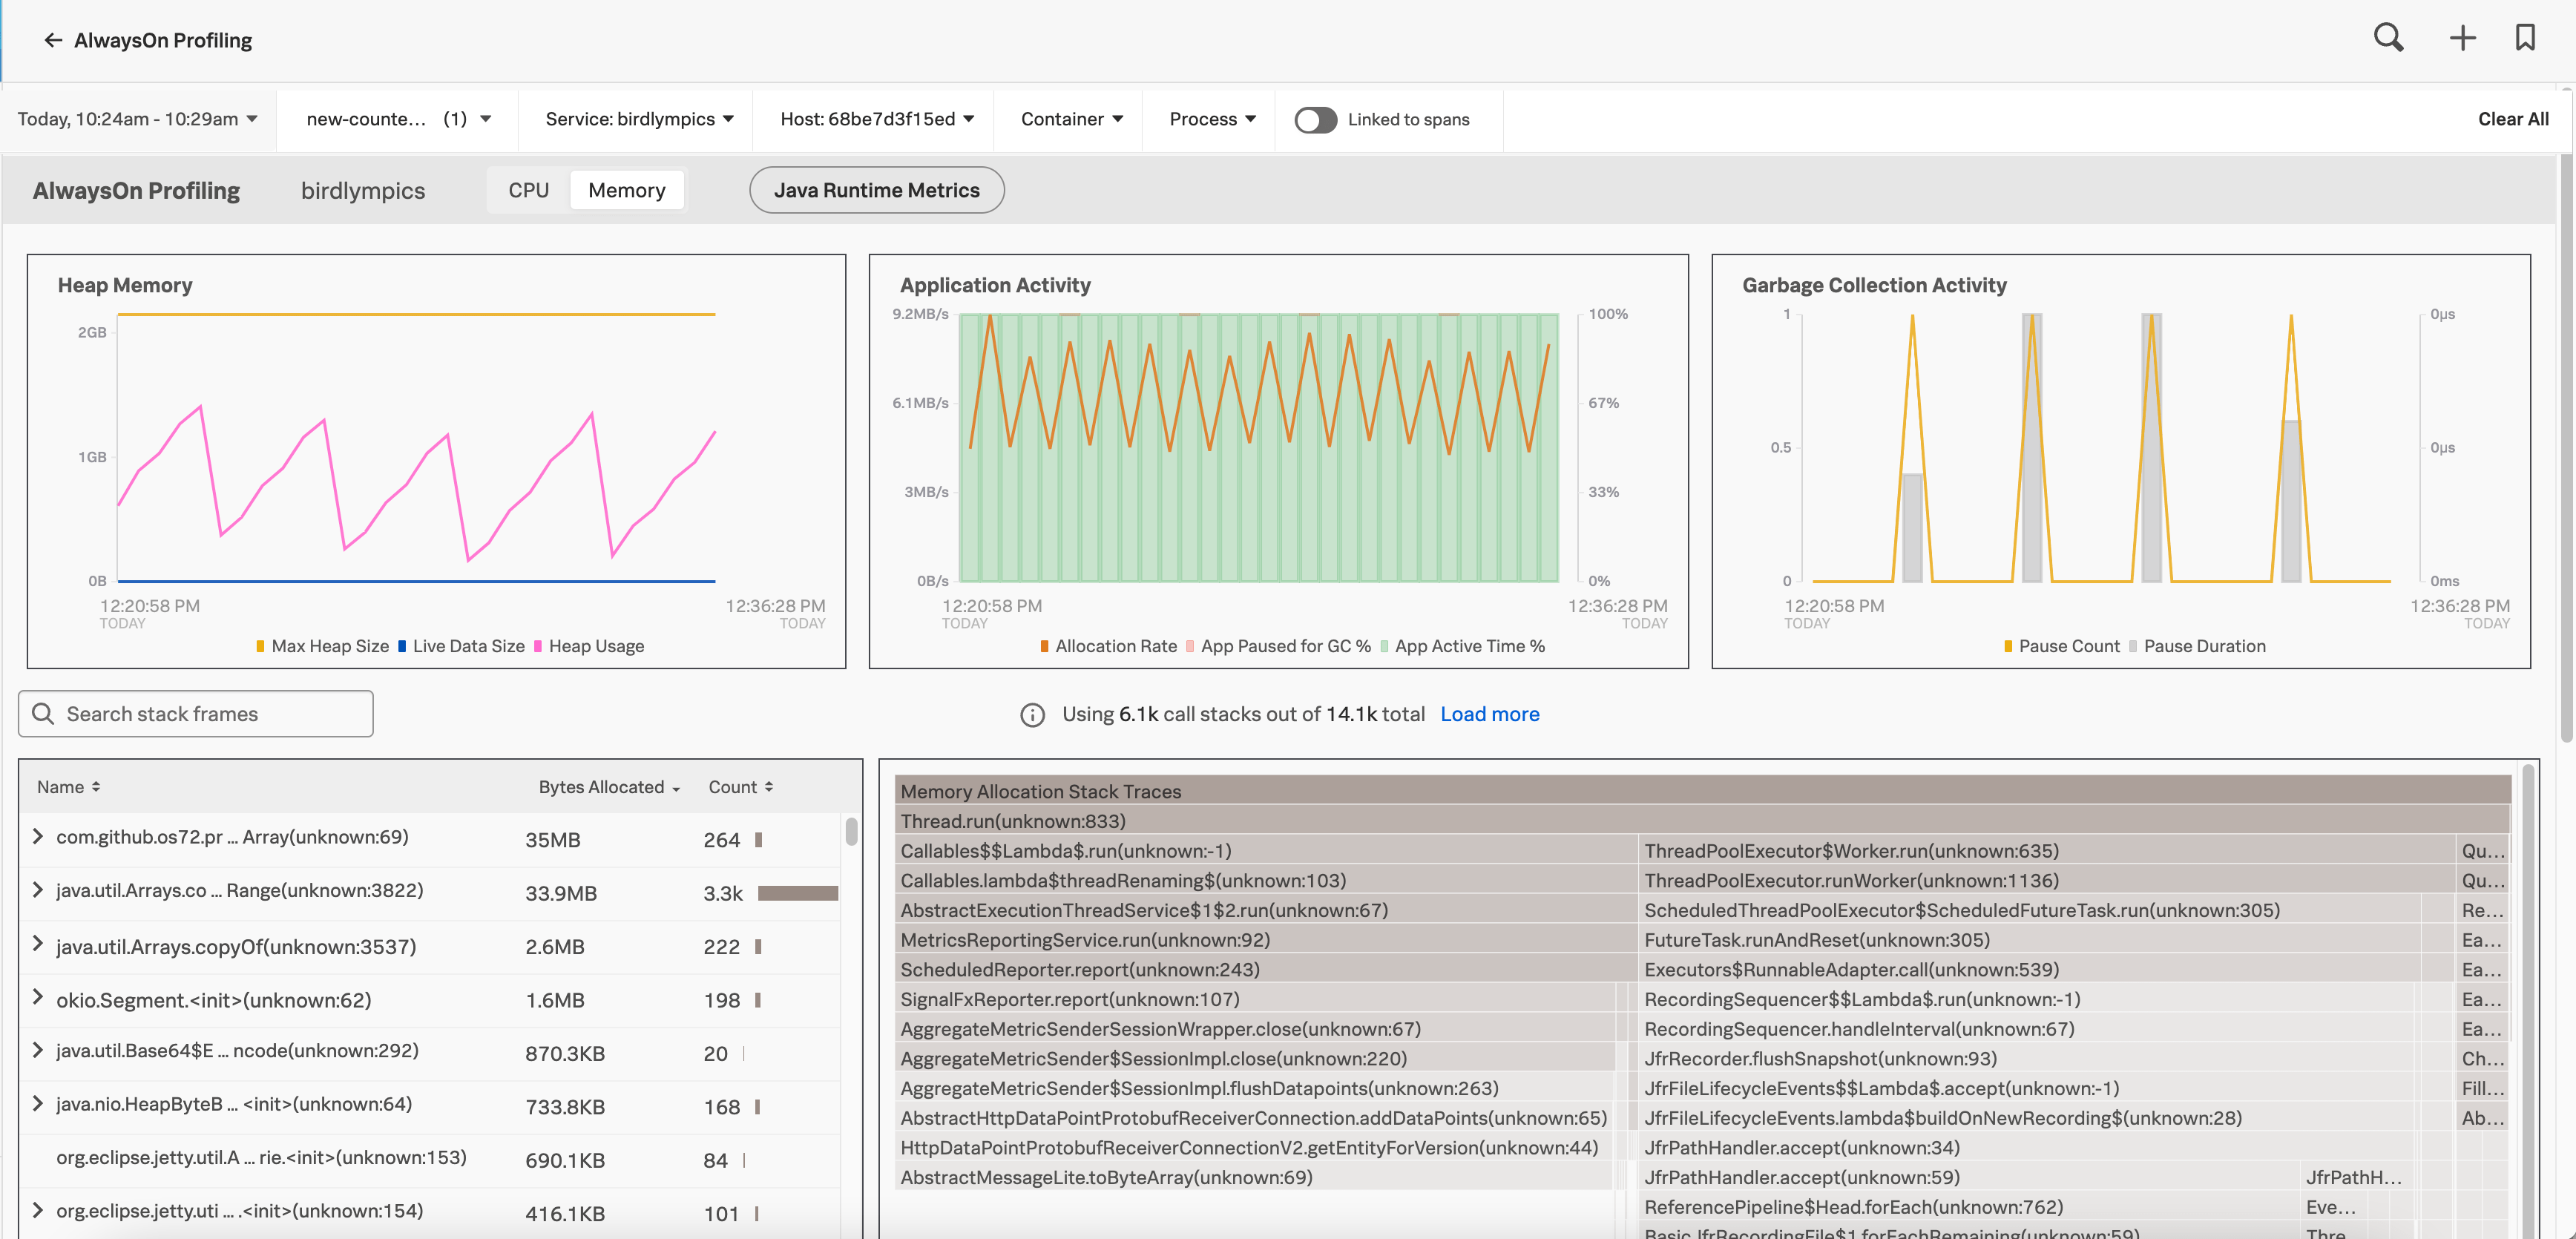 AlwaysOn Profiling
Today, 10:24am - 10:29am
new-counte... (1)
Service: birdlympics
Host: 68be7d3f15ed
Container
Process
Linked to spans
Clear All
AlwaysOn Profiling
birdlympics
CPU
Memory
Java Runtime Metrics
Heap Memory
2GB
1GB
0B
12:20:58 PM
TODAY
12:36:28 PM
TODAY
Max Heap Size Live Data Size Heap Usage
Application Activity
9.2MB/s
6.1MB/s
3MB/s
0B/s
100%
67%
33%
0%
12:20:58 PM
TODAY
12:36:28 PM
TODAY
Allocation Rate App Paused for GC % App Active Time %
Garbage Collection Activity
1
0.5
0
0µs
0µs
0ms
12:20:58 PM
TODAY
12:36:28 PM
TODAY
Pause Count Pause Duration
Search stack frames
Using 6.1k call stacks out of 14.1k total Load more
Name Bytes Allocated Count
com.github.os72.pr ... Array(unknown:69) 35MB 264
java.util.Arrays.co ... Range(unknown:3822) 33.9MB 3.3k
java.util.Arrays.copyOf(unknown:3537) 2.6MB 222
okio.Segment.<init>(unknown:62) 1.6MB 198
java.util.Base64$E ... ncode(unknown:292) 870.3KB 20
java.nio.HeapByteB ... <init>(unknown:64) 733.8KB 168
org.eclipse.jetty.util.A ... rie.<init>(unknown:153) 690.1KB 84
org.eclipse.jetty.uti ... .<init>(unknown:154) 416.1KB 101
Memory Allocation Stack Traces
Thread.run(unknown:833)
Callables$$Lambda$.run(unknown:-1) ThreadPoolExecutor$Worker.run(unknown:635) Qu...
Callables.lambda$threadRenaming$(unknown:103) ThreadPoolExecutor.runWorker(unknown:1136) Qu...
AbstractExecutionThreadService$1$2.run(unknown:67) ScheduledThreadPoolExecutor$ScheduledFutureTask.run(unknown:305) Re...
MetricsReportingService.run(unknown:92) FutureTask.runAndReset(unknown:305) Ea...
ScheduledReporter.report(unknown:243) Executors$RunnableAdapter.call(unknown:539) Ea...
SignalFxReporter.report(unknown:107) RecordingSequencer$$Lambda$.run(unknown:-1) Ea...
AggregateMetricSenderSessionWrapper.close(unknown:67) RecordingSequencer.handleInterval(unknown:67) Ea...
AggregateMetricSender$SessionImpl.close(unknown:220) JfrRecorder.flushSnapshot(unknown:93) Ch...
AggregateMetricSender$SessionImpl.flushDatapoints(unknown:263) JfrFileLifecycleEvents$$Lambda$.accept(unknown:-1) Fill...
AbstractHttpDataPointProtobufReceiverConnection.addDataPoints(unknown:65) JfrFileLifecycleEvents.lambda$buildOnNewRecording$(unknown:28) Ab...
HttpDataPointProtobufReceiverConnectionV2.getEntityForVersion(unknown:44) JfrPathHandler.accept(unknown:34)
AbstractMessageLite.toByteArray(unknown:69) JfrPathHandler.accept(unknown:59) JfrPathH...
ReferencePipeline$Head.forEach(unknown:762) Eve...
BasicJfrRecordingFile$1.forEachRemaining(unknown:59) Thre...